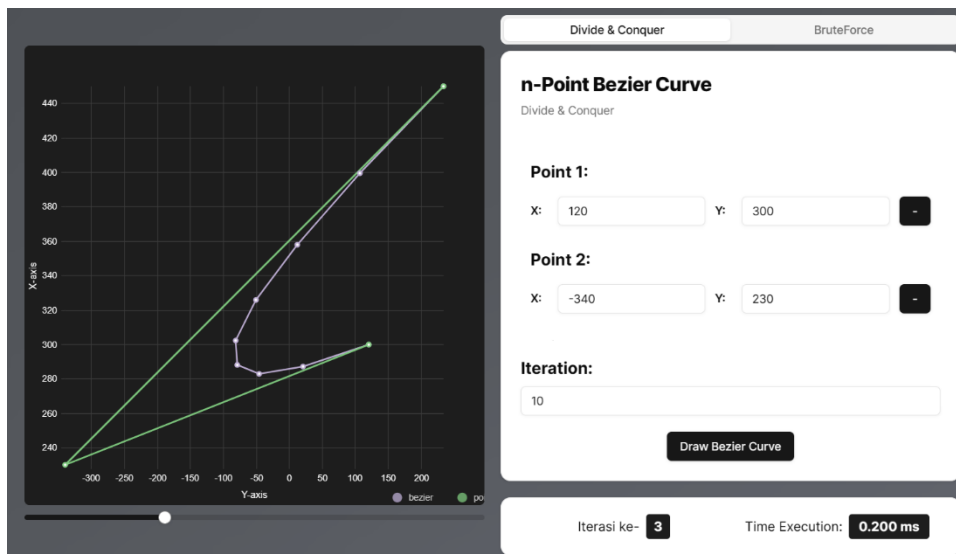 Divide & Conquer
BruteForce
n-Point Bezier Curve
Divide & Conquer
Point 1:
X: 120 Y: 300 -
Point 2:
X: -340 Y: 230 -
Iteration:
10
Draw Bezier Curve
Iterasi ke- 3 Time Execution: 0.200 ms
440
420
400
380
360
340
320
300
280
260
240
X-axis
-300 -250 -200 -150 -100 -50 0 50 100 150 200
Y-axis
bezier po